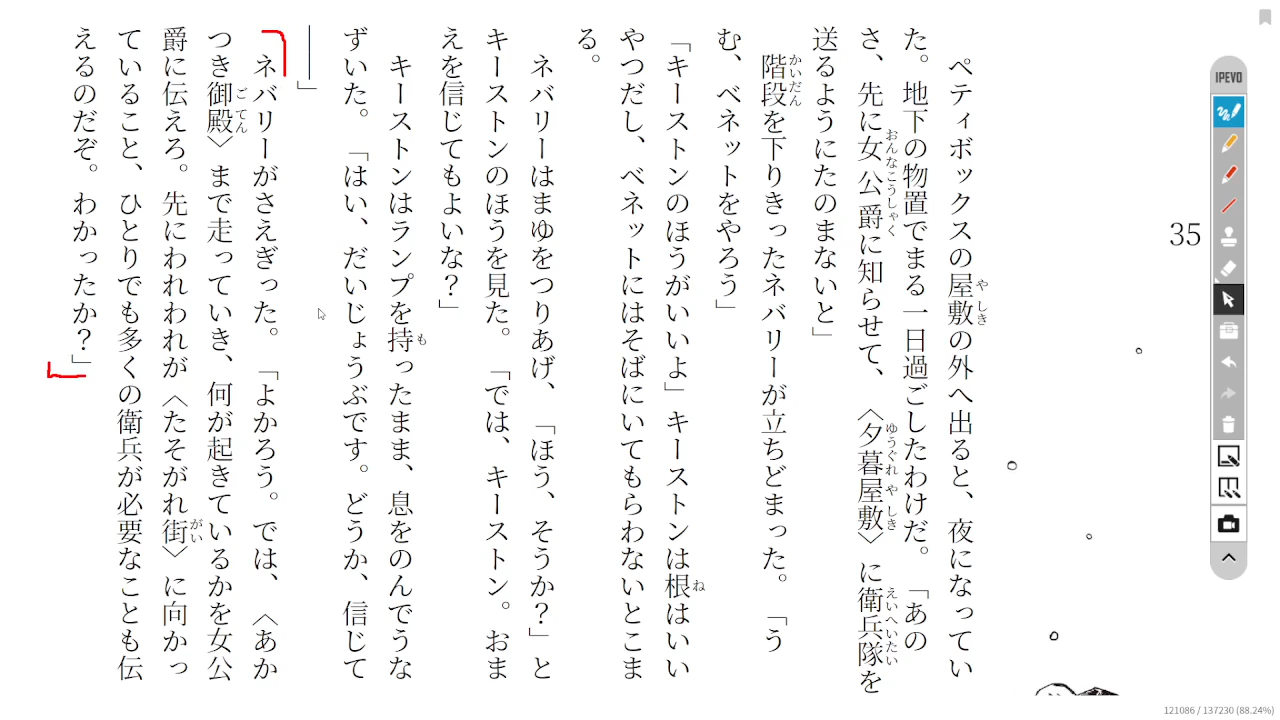 35
ペティボックスの屋敷の外へ出ると、夜になってい
た。地下の物置でまる一日過ごしたわけだ。「あの
さ、先に女公爵に知らせて、〈夕暮屋敷〉に衛兵隊を
送るようにたのまないと」
階段を下りきったネバリーが立ちどまった。「う
む、ベネットをやろう」
「キーストンのほうがいいよ」キーストンは根はいい
やつだし、ベネットにはそばにいてもらわないとこま
る。
ネバリーはまゆをつりあげ、「ほう、そうか？」と
キーストンのほうを見た。「では、キーストン。おま
えを信じてもよいな？」
キーストンはランプを持ったまま、息をのんでうな
ずいた。「はい、だいじょうぶです。どうか、信じて
――」
ネバリーがさえぎった。「よかろう。では、〈あか
つき御殿〉まで走っていき、何が起きているかを女公
爵に伝えろ。先にわれわれが〈たそがれ街〉に向かっ
ていること、ひとりでも多くの衛兵が必要なことも伝
えるのだぞ。わかったか？」
IPEVO
121086 / 137230 (88.24%)